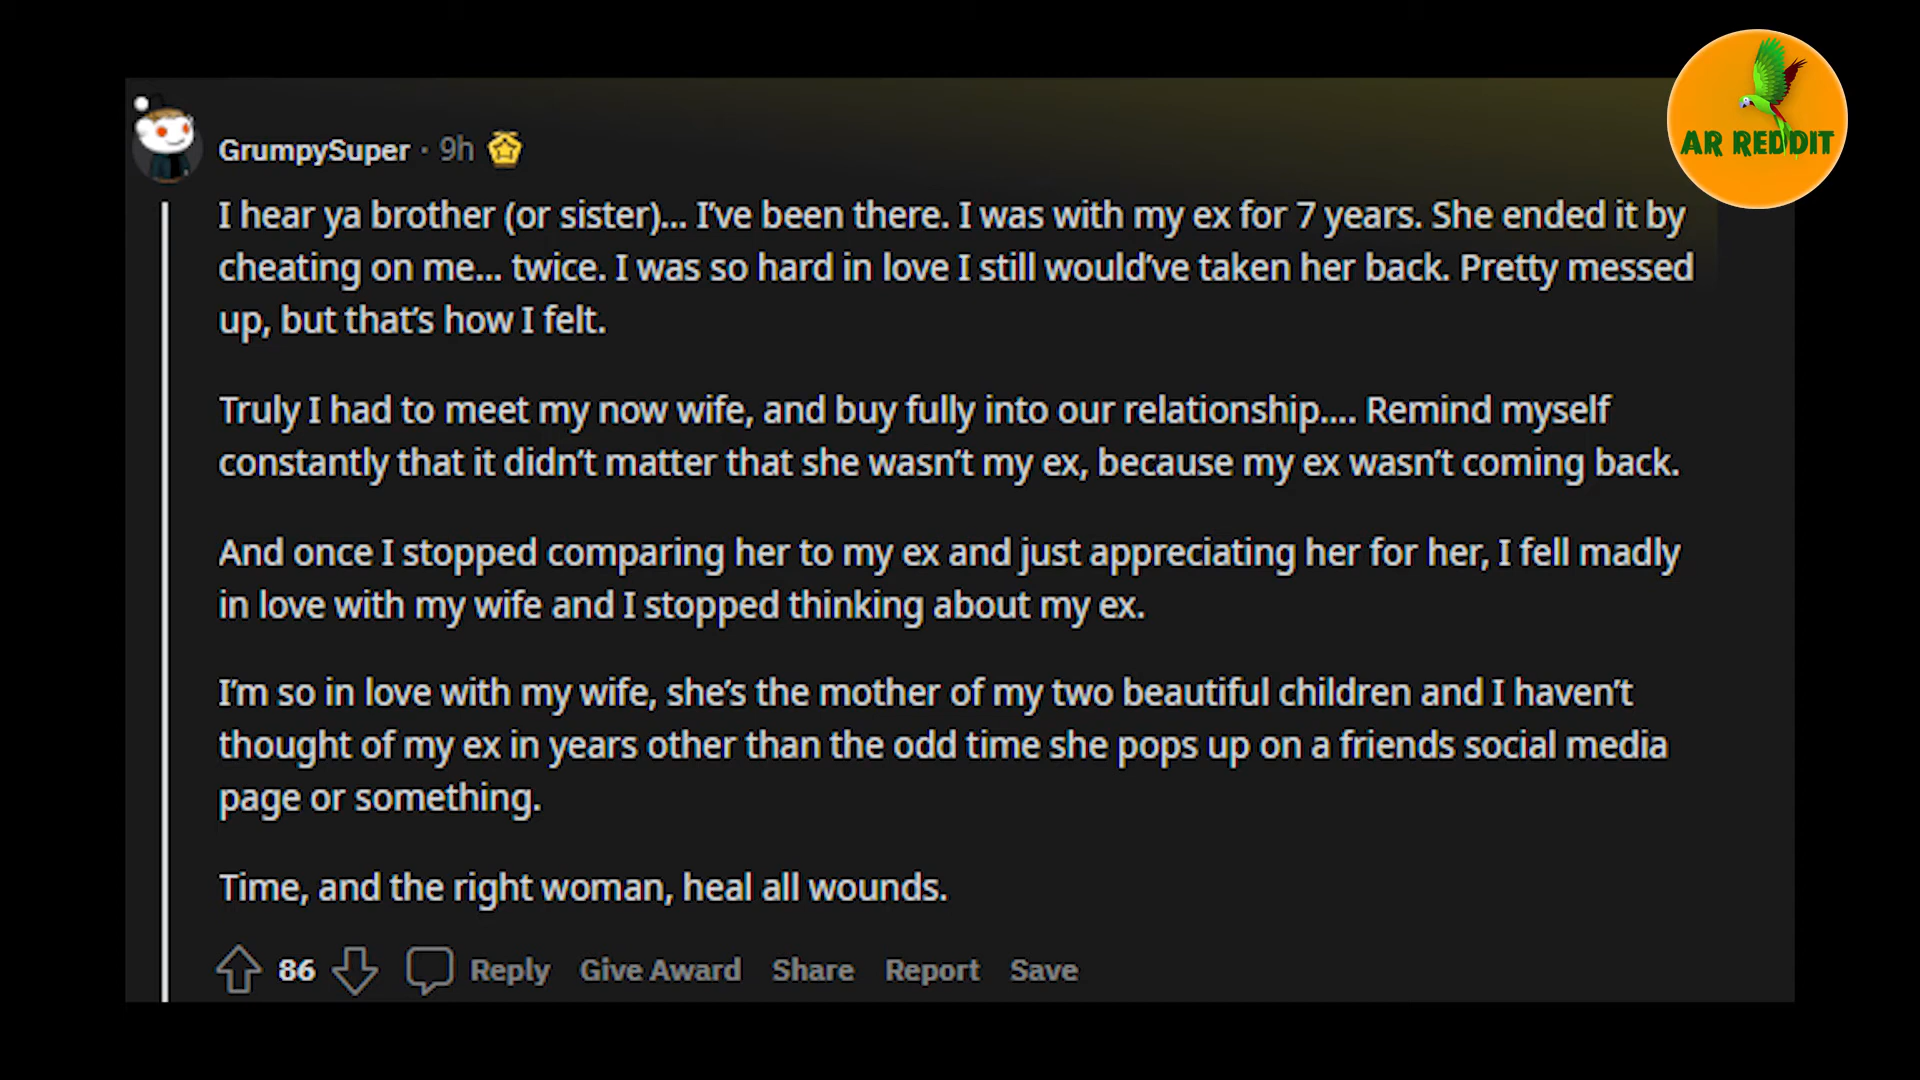 AR REDDIT
GrumpySuper · 9h
I hear ya brother (or sister)... I've been there. I was with my ex for 7 years. She ended it by
cheating on me... twice. I was so hard in love I still would've taken her back. Pretty messed
up, but that's how I felt.
Truly I had to meet my now wife, and buy fully into our relationship.... Remind myself
constantly that it didn't matter that she wasn't my ex, because my ex wasn't coming back.
And once I stopped comparing her to my ex and just appreciating her for her, I fell madly
in love with my wife and I stopped thinking about my ex.
I'm so in love with my wife, she's the mother of my two beautiful children and I haven't
thought of my ex in years other than the odd time she pops up on a friends social media
page or something.
Time, and the right woman, heal all wounds.
86 Reply Give Award Share Report Save